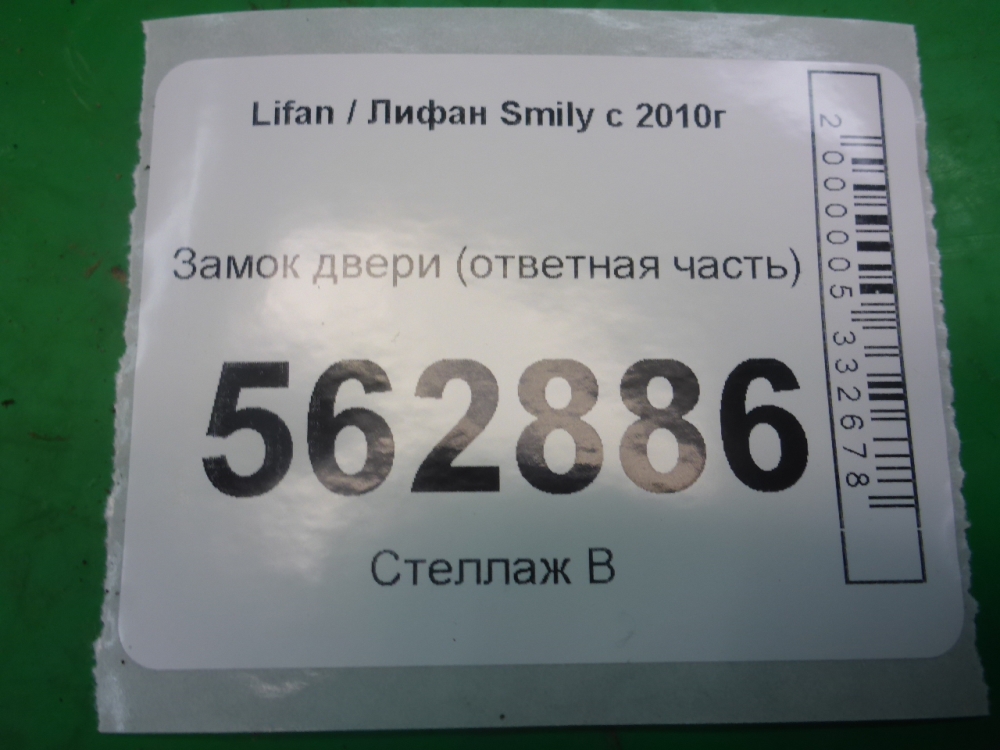 Lifan / Лифан Smily с 2010г
Замок двери (ответная часть)
562886
Стеллаж В
2000005332678